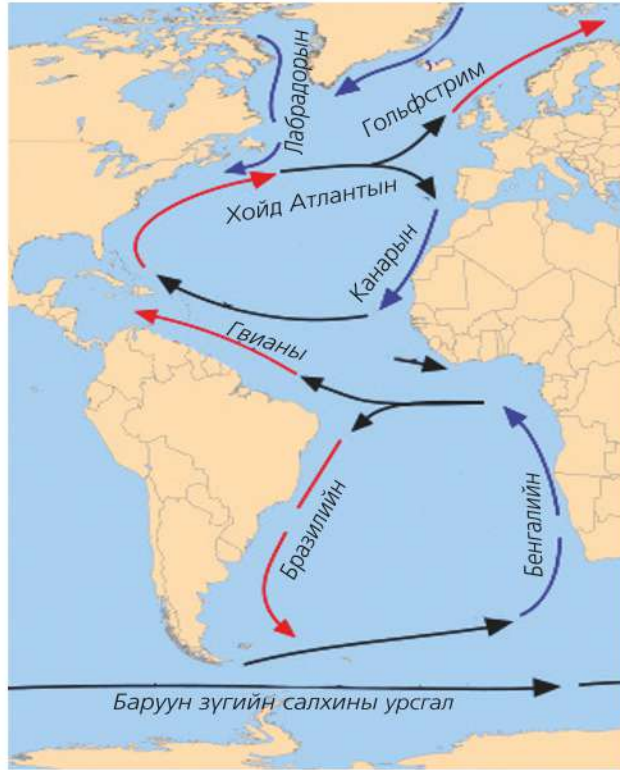 Лабрадорын
Гольфстрим
Хойд Атлантын
Канарын
Гвианы
Бразилийн
Бенгалийн
Баруун зүгийн салхины урсгал